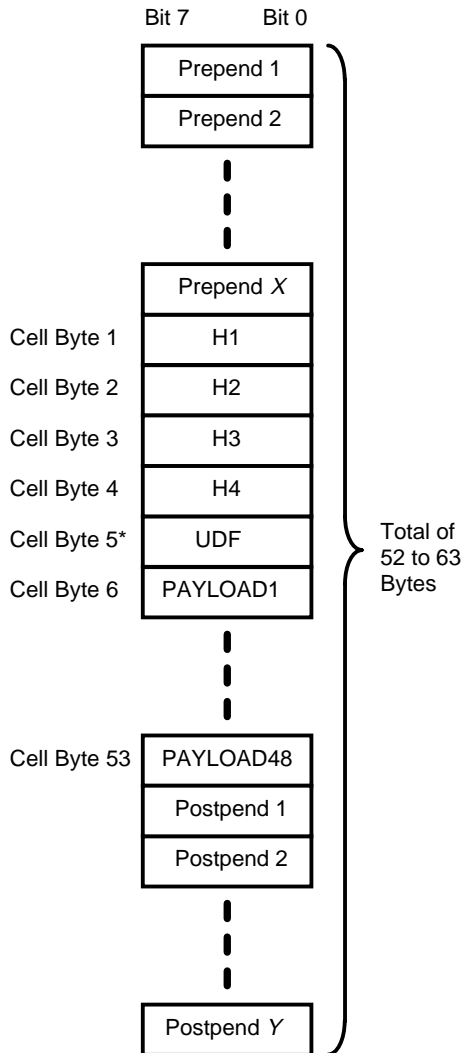 Bit 7 Bit 0
Prepend 1
Prepend 2
Prepend X
Cell Byte 1 H1
Cell Byte 2 H2
Cell Byte 3 H3
Cell Byte 4 H4
Cell Byte 5* UDF
Cell Byte 6 PAYLOAD1
Total of
52 to 63
Bytes
Cell Byte 53 PAYLOAD48
Postpend 1
Postpend 2
Postpend Y